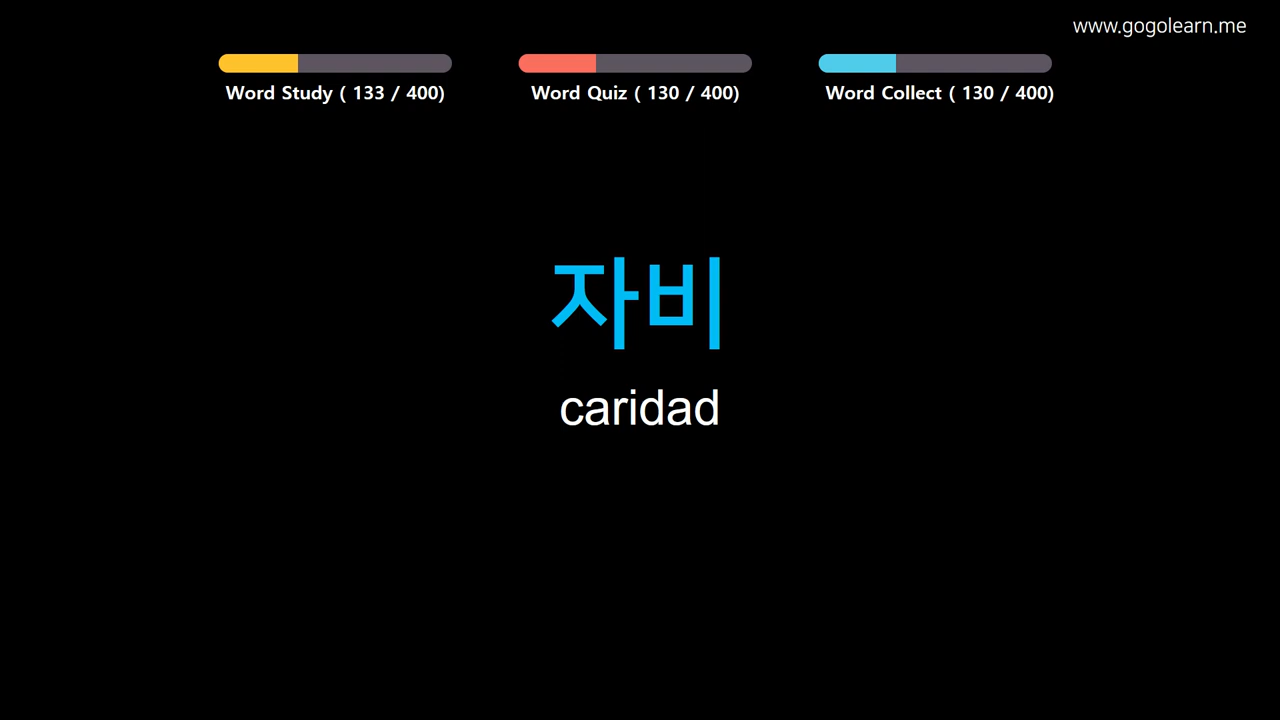 www.gogolearn.me
Word Study ( 133 / 400)
Word Quiz ( 130 / 400)
Word Collect ( 130 / 400)
자비
caridad